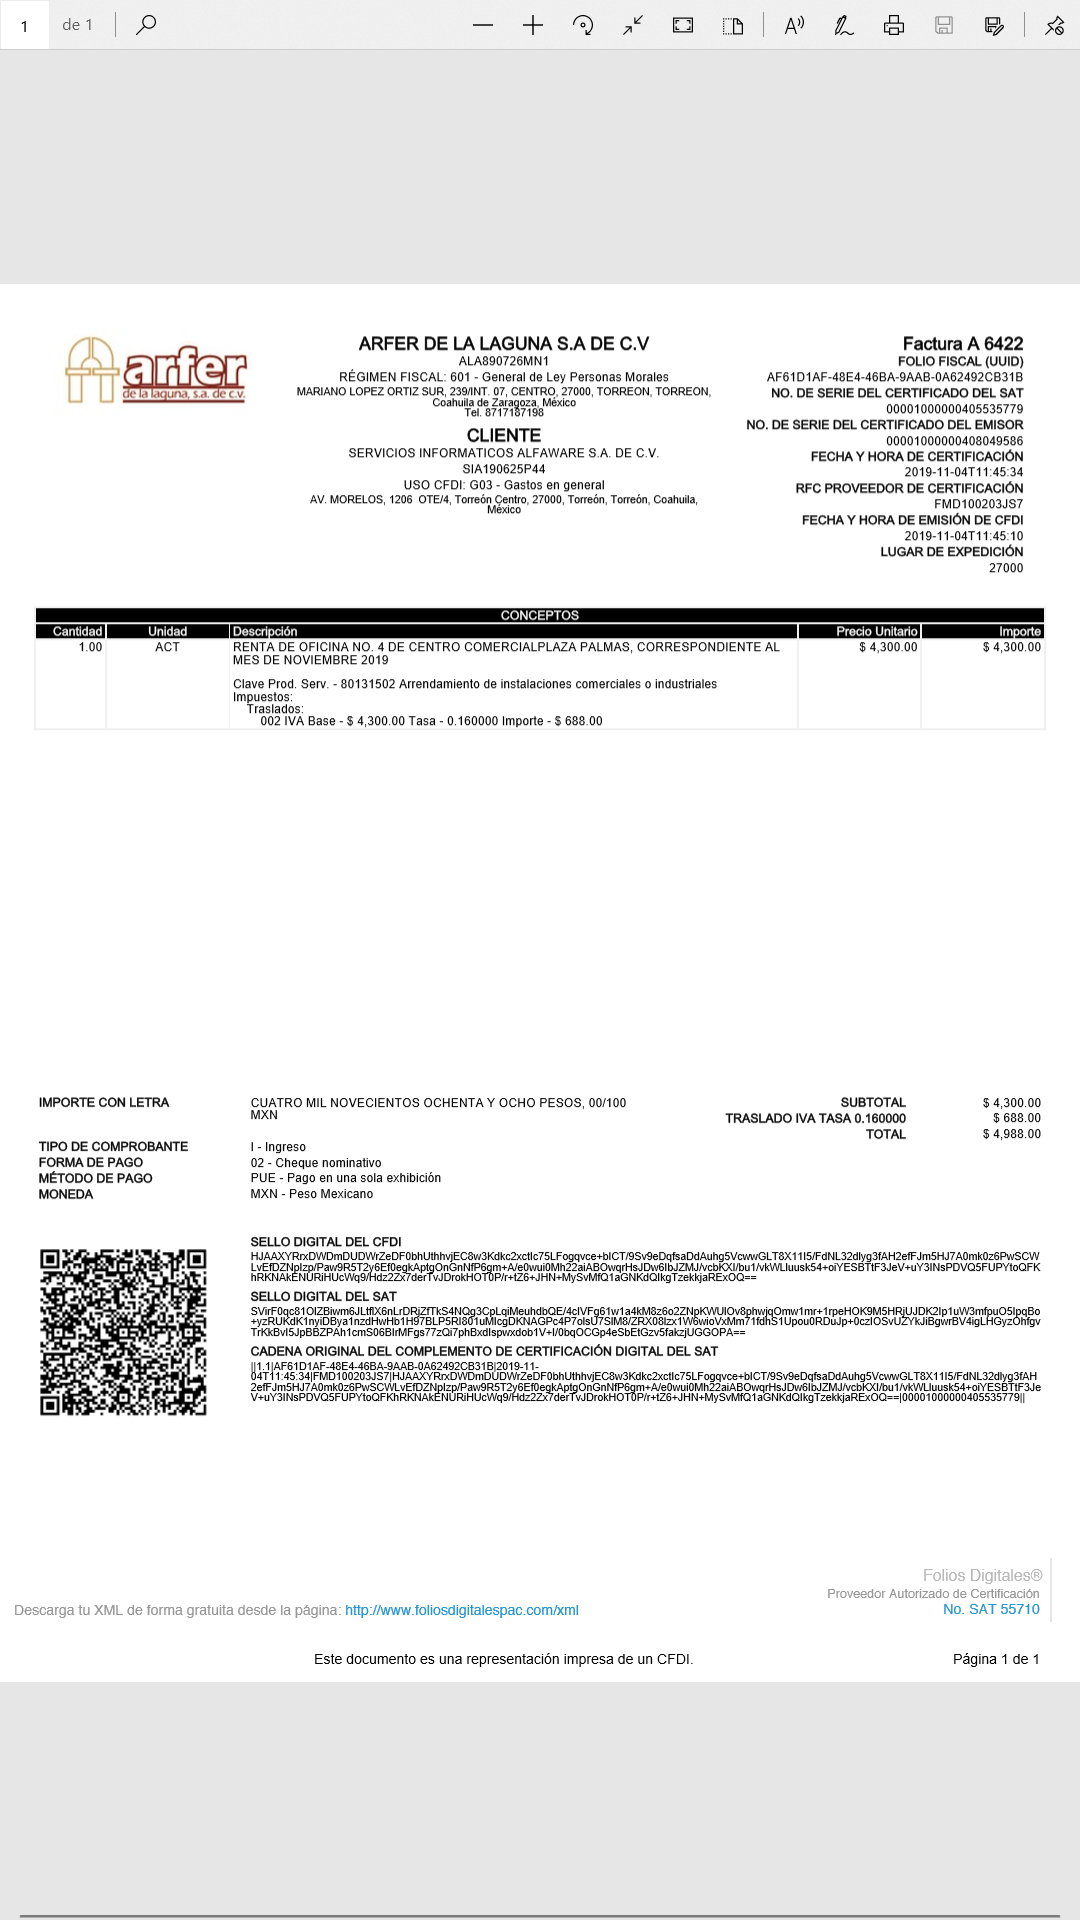 1 de 1
arfer
de la laguna, s.a. de c.v.
ARFER DE LA LAGUNA S.A DE C.V
ALA890726MN1
RÉGIMEN FISCAL: 601 - General de Ley Personas Morales
MARIANO LOPEZ ORTIZ SUR, 239/INT. 07, CENTRO, 27000, TORREON, TORREON,
Coahuila de Zaragoza, México
Tel. 8717187198
CLIENTE
SERVICIOS INFORMATICOS ALFAWARE S.A. DE C.V.
SIA190625P44
USO CFDI: G03 - Gastos en general
AV. MORELOS, 1206 OTE/4, Torreón Centro, 27000, Torreón, Torreón, Coahuila,
México
Factura A 6422
FOLIO FISCAL (UUID)
AF61D1AF-48E4-46BA-9AAB-0A62492CB31B
NO. DE SERIE DEL CERTIFICADO DEL SAT
00001000000405535779
NO. DE SERIE DEL CERTIFICADO DEL EMISOR
00001000000408049586
FECHA Y HORA DE CERTIFICACIÓN
2019-11-04T11:45:34
RFC PROVEEDOR DE CERTIFICACIÓN
FMD100203JS7
FECHA Y HORA DE EMISIÓN DE CFDI
2019-11-04T11:45:10
LUGAR DE EXPEDICIÓN
27000
CONCEPTOS
Cantidad Unidad Descripción Precio Unitario Importe
1.00 ACT RENTA DE OFICINA NO. 4 DE CENTRO COMERCIALPLAZA PALMAS, CORRESPONDIENTE AL $ 4,300.00 $ 4,300.00
MES DE NOVIEMBRE 2019
Clave Prod. Serv. - 80131502 Arrendamiento de instalaciones comerciales o industriales
Impuestos:
Traslados:
002 IVA Base - $ 4,300.00 Tasa - 0.160000 Importe - $ 688.00
IMPORTE CON LETRA CUATRO MIL NOVECIENTOS OCHENTA Y OCHO PESOS, 00/100
MXN
SUBTOTAL $ 4,300.00
TRASLADO IVA TASA 0.160000 $ 688.00
TOTAL $ 4,988.00
TIPO DE COMPROBANTE I - Ingreso
FORMA DE PAGO 02 - Cheque nominativo
MÉTODO DE PAGO PUE - Pago en una sola exhibición
MONEDA MXN - Peso Mexicano
SELLO DIGITAL DEL CFDI
SELLO DIGITAL DEL SAT
CADENA ORIGINAL DEL COMPLEMENTO DE CERTIFICACIÓN DIGITAL DEL SAT
||1.1|AF61D1AF-48E4-46BA-9AAB-0A62492CB31B|2019-11-
Folios Digitales®
Proveedor Autorizado de Certificación
Descarga tu XML de forma gratuita desde la página: http://www.foliosdigitalespac.com/xml
No. SAT 55710
Este documento es una representación impresa de un CFDI.
Página 1 de 1